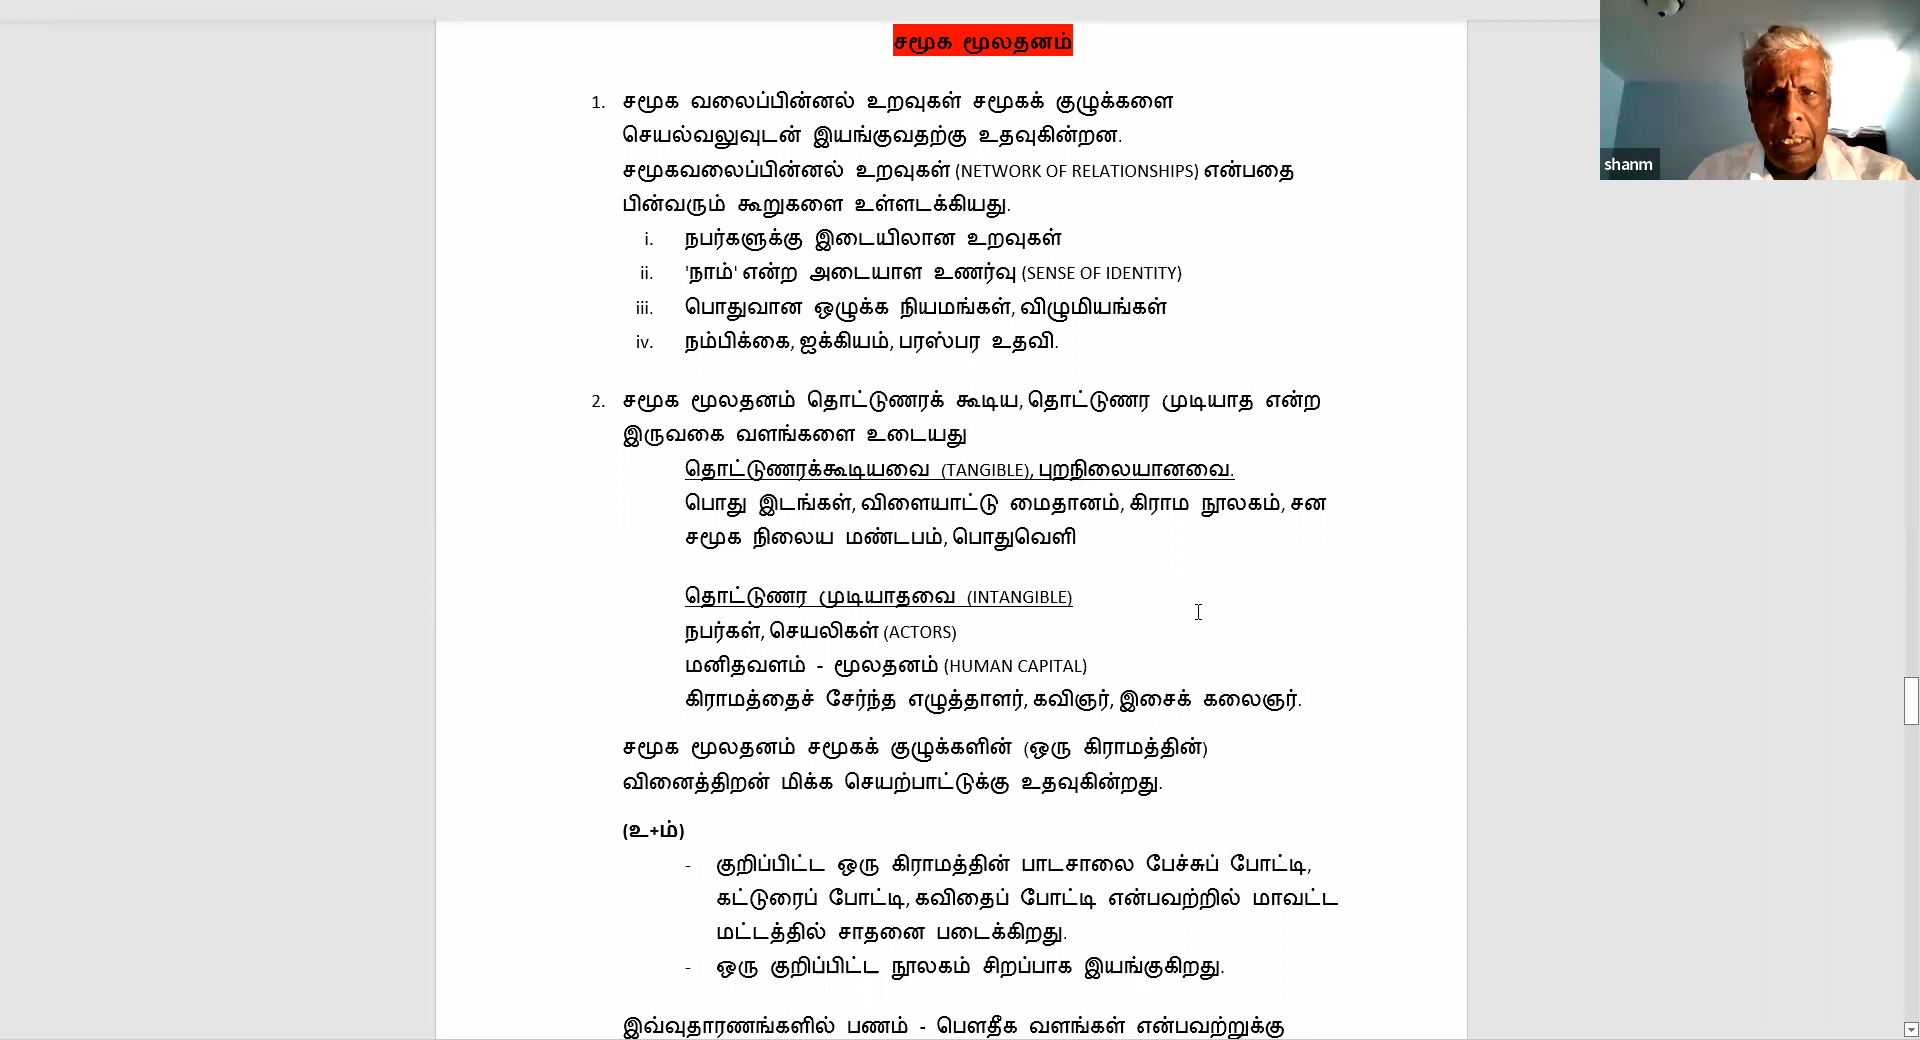 சமூக மூலதனம்
1. சமூக வலைப்பின்னல் உறவுகள் சமூகக் குழுக்களை
செயல்வலுவுடன் இயங்குவதற்கு உதவுகின்றன.
சமூகவலைப்பின்னல் உறவுகள் (NETWORK OF RELATIONSHIPS) என்பதை
பின்வரும் கூறுகளை உள்ளடக்கியது.
i. நபர்களுக்கு இடையிலான உறவுகள்
ii. 'நாம்' என்ற அடையாள உணர்வு (SENSE OF IDENTITY)
iii. பொதுவான ஒழுக்க நியமங்கள், விழுமியங்கள்
iv. நம்பிக்கை, ஐக்கியம், பரஸ்பர உதவி.
2. சமூக மூலதனம் தொட்டுணரக் கூடிய, தொட்டுணர முடியாத என்ற
இருவகை வளங்களை உடையது
தொட்டுணரக்கூடியவை (TANGIBLE), புறநிலையானவை.
பொது இடங்கள், விளையாட்டு மைதானம், கிராம நூலகம், சன
சமூக நிலைய மண்டபம், பொதுவெளி
தொட்டுணர முடியாதவை (INTANGIBLE)
நபர்கள், செயலிகள் (ACTORS)
மனிதவளம் - மூலதனம் (HUMAN CAPITAL)
கிராமத்தைச் சேர்ந்த எழுத்தாளர், கவிஞர், இசைக் கலைஞர்.
சமூக மூலதனம் சமூகக் குழுக்களின் (ஒரு கிராமத்தின்)
வினைத்திறன் மிக்க செயற்பாட்டுக்கு உதவுகின்றது.
(உ+ம்)
- குறிப்பிட்ட ஒரு கிராமத்தின் பாடசாலை பேச்சுப் போட்டி,
கட்டுரைப் போட்டி, கவிதைப் போட்டி என்பவற்றில் மாவட்ட
மட்டத்தில் சாதனை படைக்கிறது.
- ஒரு குறிப்பிட்ட நூலகம் சிறப்பாக இயங்குகிறது.
இவ்வுதாரணங்களில் பணம் - பௌதீக வளங்கள் என்பவற்றுக்கு
shanm